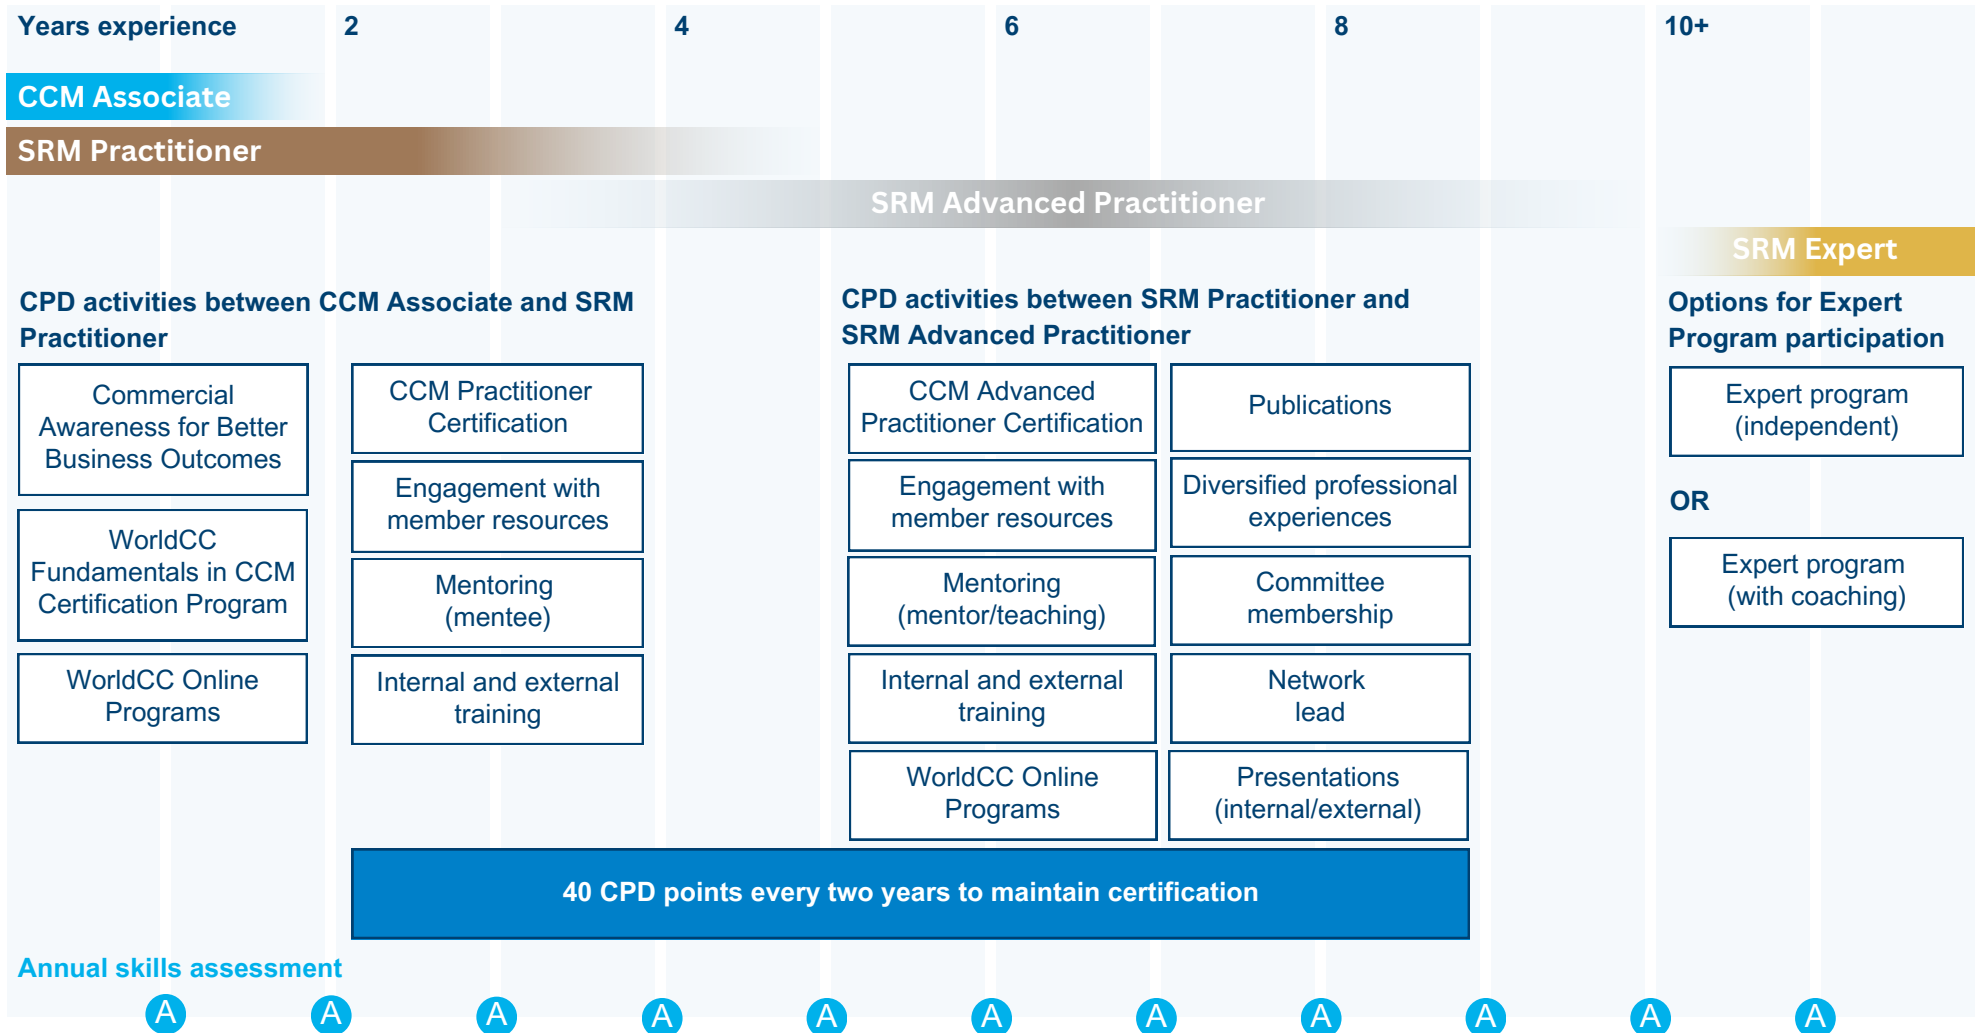 Years experience 2 4 6 8 10+
CCM Associate
SRM Practitioner
SRM Advanced Practitioner
SRM Expert
CPD activities between CCM Associate and SRM
Practitioner
Commercial
Awareness for Better
Business Outcomes
WorldCC
Fundamentals in CCM
Certification Program
WorldCC Online
Programs
CCM Practitioner
Certification
Engagement with
member resources
Mentoring
(mentee)
Internal and external
training
CPD activities between SRM Practitioner and
SRM Advanced Practitioner
CCM Advanced
Practitioner Certification
Engagement with
member resources
Mentoring
(mentor/teaching)
Internal and external
training
WorldCC Online
Programs
Publications
Diversified professional
experiences
Committee
membership
Network
lead
Presentations
(internal/external)
Options for Expert
Program participation
Expert program
(independent)
OR
Expert program
(with coaching)
40 CPD points every two years to maintain certification
Annual skills assessment
A A A A A A A A A A A